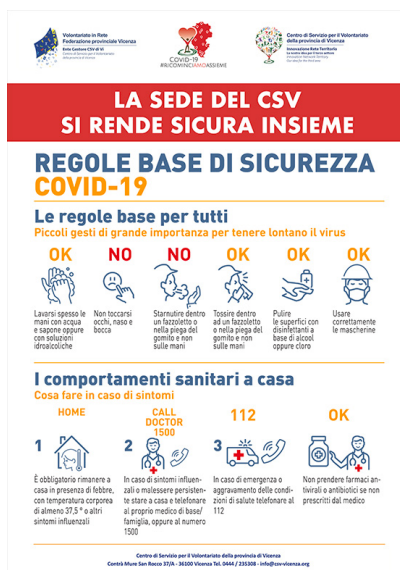 Volontariato in Rete
Federazione provinciale Vicenza
Ente Gestore CSV di Vi
COVID-19
#RICOMINCIAMOASSIEME
Centro di Servizio per il Volontariato
della provincia di Vicenza
Innovazione Rete Territorio
LA SEDE DEL CSV
SI RENDE SICURA INSIEME
REGOLE BASE DI SICUREZZA
COVID-19
Le regole base per tutti
Piccoli gesti di grande importanza per tenere lontano il virus
OK
Lavarsi spesso le
mani con acqua
e sapone oppure
con soluzioni
idroalcoliche
NO
Non toccarsi
occhi, naso e
bocca
NO
Starnutire dentro
un fazzoletto o
nella piega del
gomito e non
sulle mani
OK
Tossire dentro
ad un fazzoletto
o nella piega del
gomito e non
sulle mani
OK
Pulire
le superfici con
disinfettanti a
base di alcool
oppure cloro
OK
Usare
correttamente
le mascherine
I comportamenti sanitari a casa
Cosa fare in caso di sintomi
HOME
1
È obbligatorio rimanere a
casa in presenza di febbre,
con temperatura corporea
di almeno 37,5 ° o altri
sintomi influenzali
CALL
DOCTOR
1500
2
In caso di sintomi influen-
zali o malessere persisten-
te stare a casa e telefonare
al proprio medico di base/
famiglia, oppure al numero
1500
112
3
In caso di emergenza o
aggravamento delle condi-
zioni di salute telefonare al
112
OK
Non prendere farmaci an-
tivirali o antibiotici se non
prescritti dal medico
Centro di Servizio per il Volontariato della provincia di Vicenza
Contrà Mure San Rocco 37/A - 36100 Vicenza Tel. 0444 / 235308 - info@csv-vicenza.org